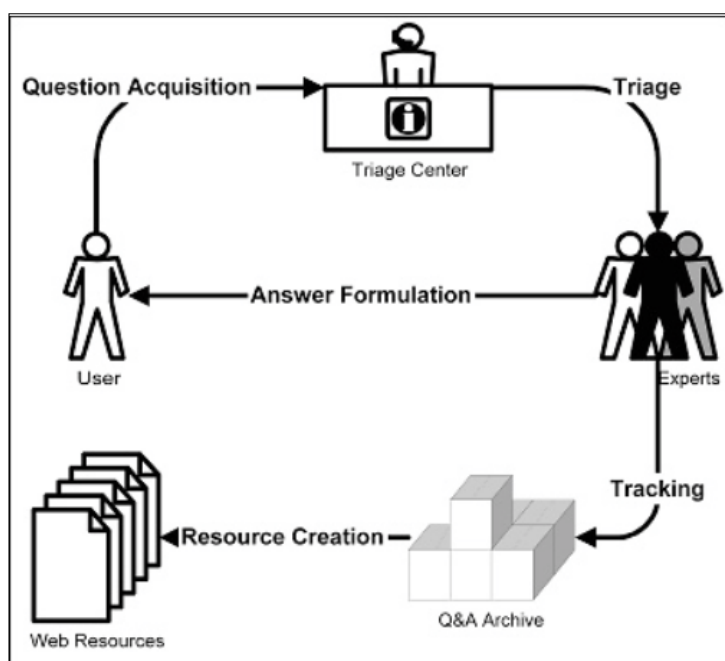 Question Acquisition
Triage
i
Triage Center
Answer Formulation
User
Experts
Tracking
Resource Creation
Q&A Archive
Web Resources